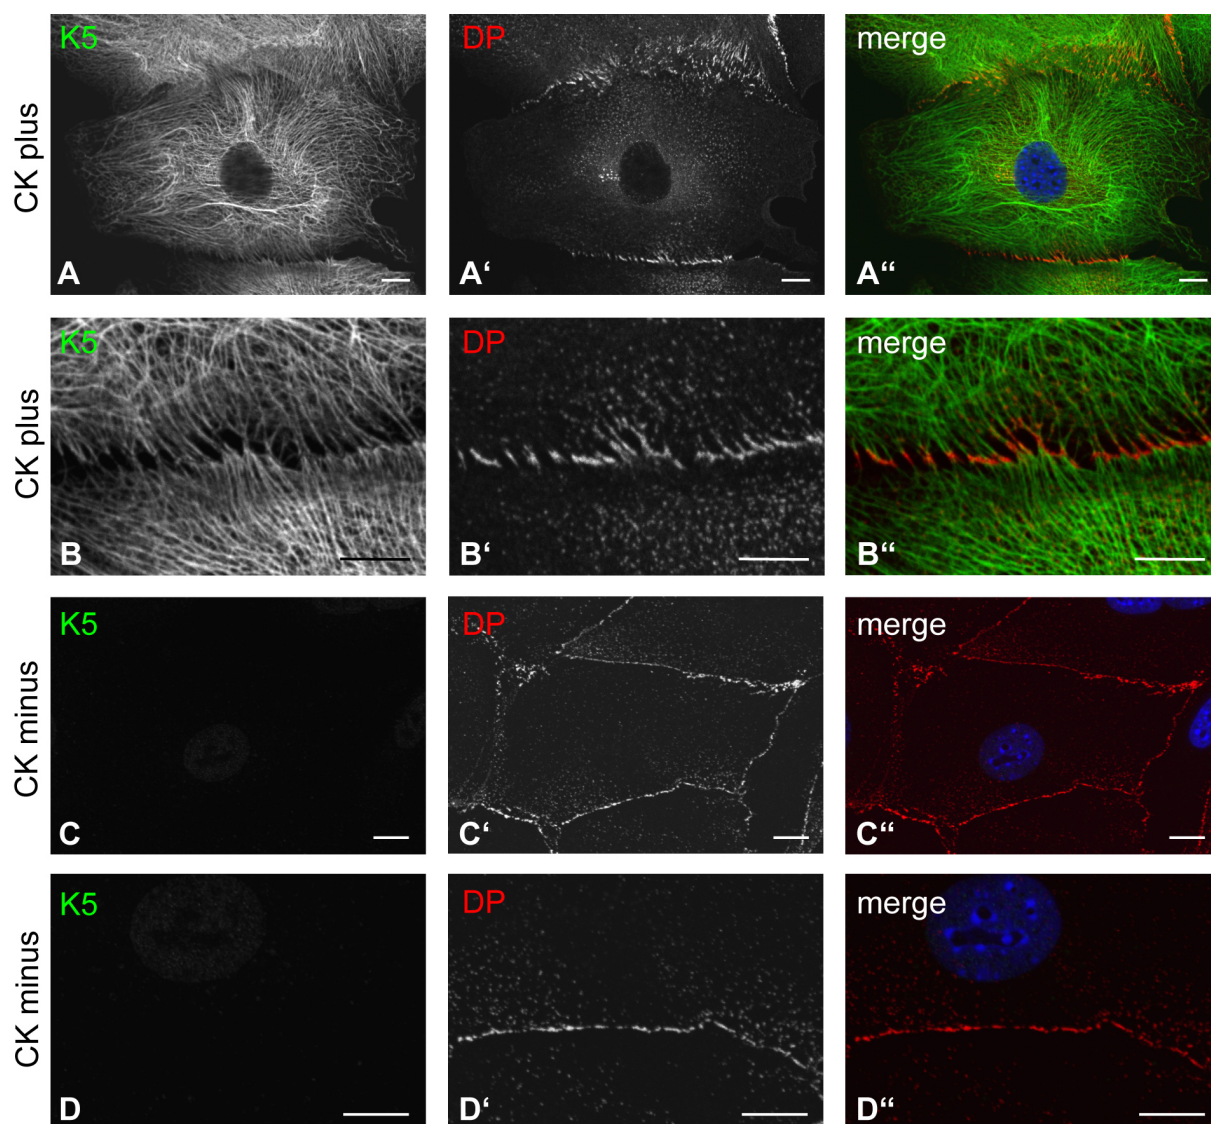 K5 DP merge
CK plus
A A‘ A“
K5 DP merge
CK plus
B B‘ B“
K5 DP merge
CK minus
C C‘ C“
K5 DP merge
CK minus
D D‘ D“